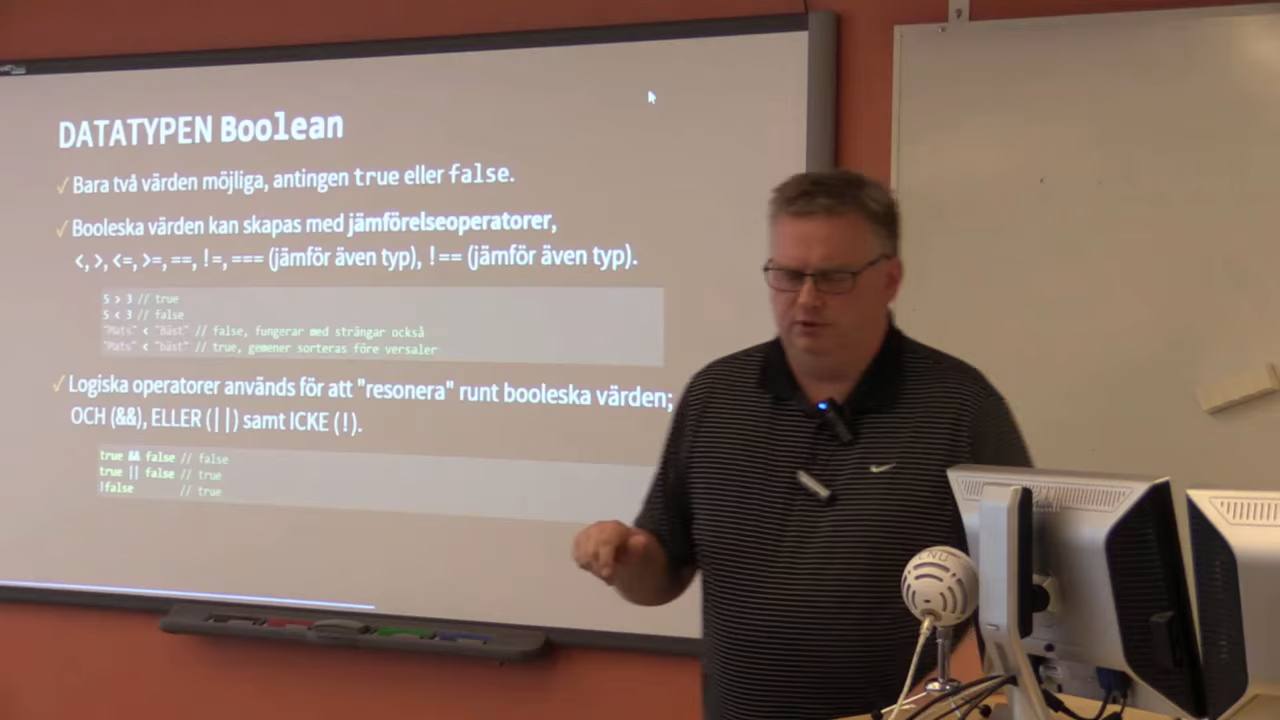 DATATYPEN Boolean
✓ Bara två värden möjliga, antingen true eller false.
✓ Booleska värden kan skapas med jämförelseoperatorer,
<, >, <=, >=, ==, !=, === (jämför även typ), !== (jämför även typ).
5 > 3 // true
5 < 3 // false
"Mats" < "Bäst" // false, fungerar med strängar också
"Mats" < "bäst" // true, gemener sorteras före versaler
✓ Logiska operatorer används för att "resonera" runt booleska värden;
OCH (&&), ELLER (||) samt ICKE (!).
true && false // false
true || false // true
!false // true
LNU